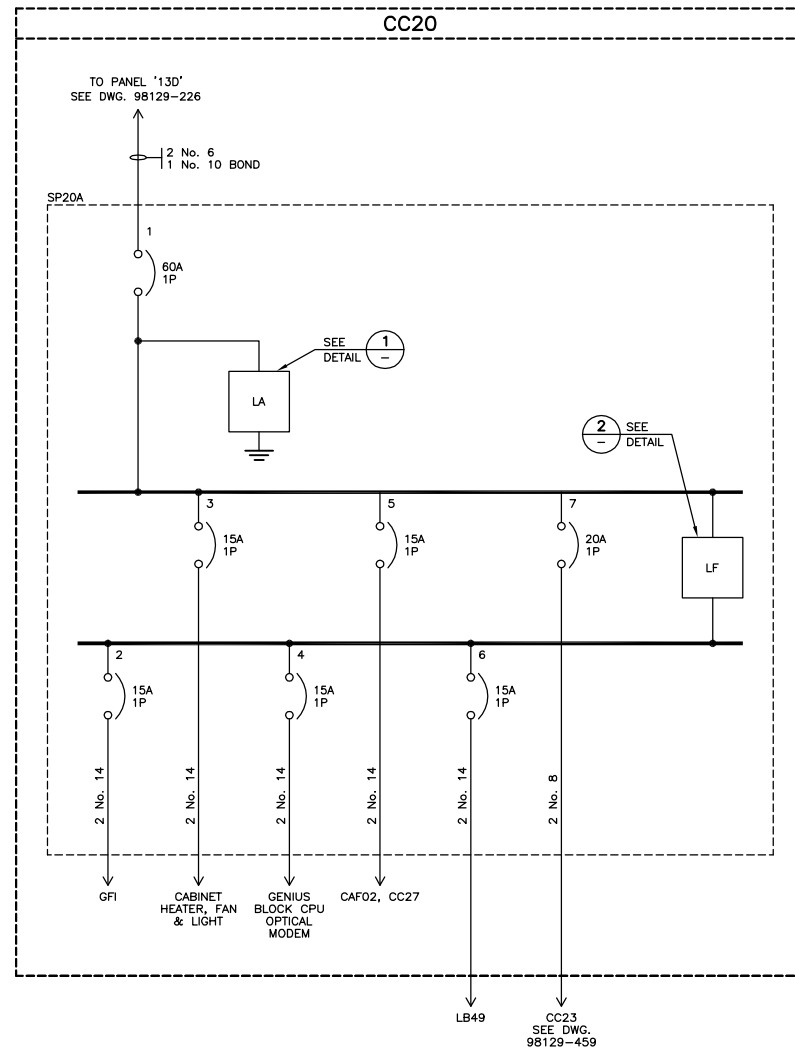 CC20
TO PANEL '13D'
SEE DWG. 98129-226
2 No. 6
1 No. 10 BOND
SP20A
1
60A
1P
SEE
DETAIL
1
-
LA
2
-
SEE
DETAIL
3
15A
1P
5
15A
1P
7
20A
1P
LF
2
15A
1P
4
15A
1P
6
15A
1P
2 No. 14
2 No. 14
2 No. 14
2 No. 14
2 No. 14
2 No. 8
GFI
CABINET
HEATER, FAN
& LIGHT
GENIUS
BLOCK CPU
OPTICAL
MODEM
CAF02, CC27
LB49
CC23
SEE DWG.
98129-459